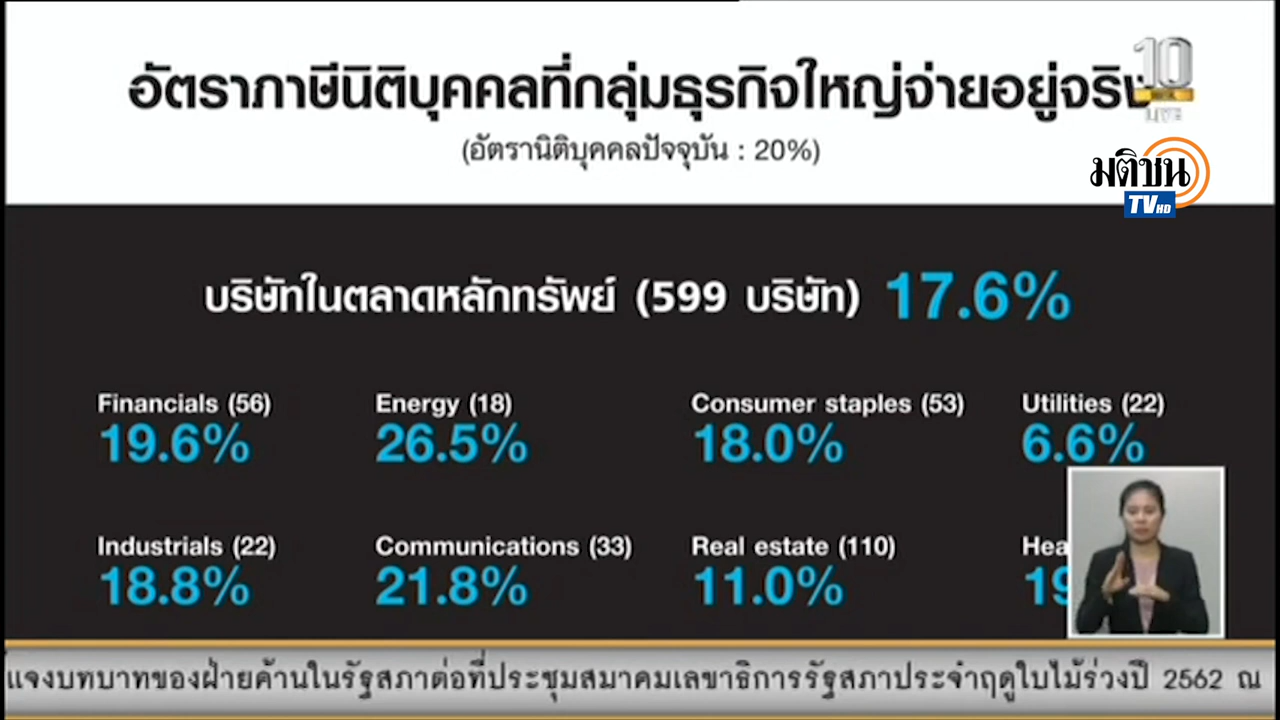 อัตราภาษีนิติบุคคลที่กลุ่มธุรกิจใหญ่จ่ายอยู่จริง
10
(อัตรานิติบุคคลปัจจุบัน : 20%)
มติชน
TV HD
บริษัทในตลาดหลักทรัพย์ (599 บริษัท) 17.6%
Financials (56) Energy (18) Consumer staples (53) Utilities (22)
19.6% 26.5% 18.0% 6.6%
Industrials (22) Communications (33) Real estate (110) Hea
18.8% 21.8% 11.0% 19
แจงบทบาทของฝ่ายค้านในรัฐสภาต่อที่ประชุมสมาคมเลขาธิการรัฐสภาประจำฤดูใบไม้ร่วงปี 2562 ณ